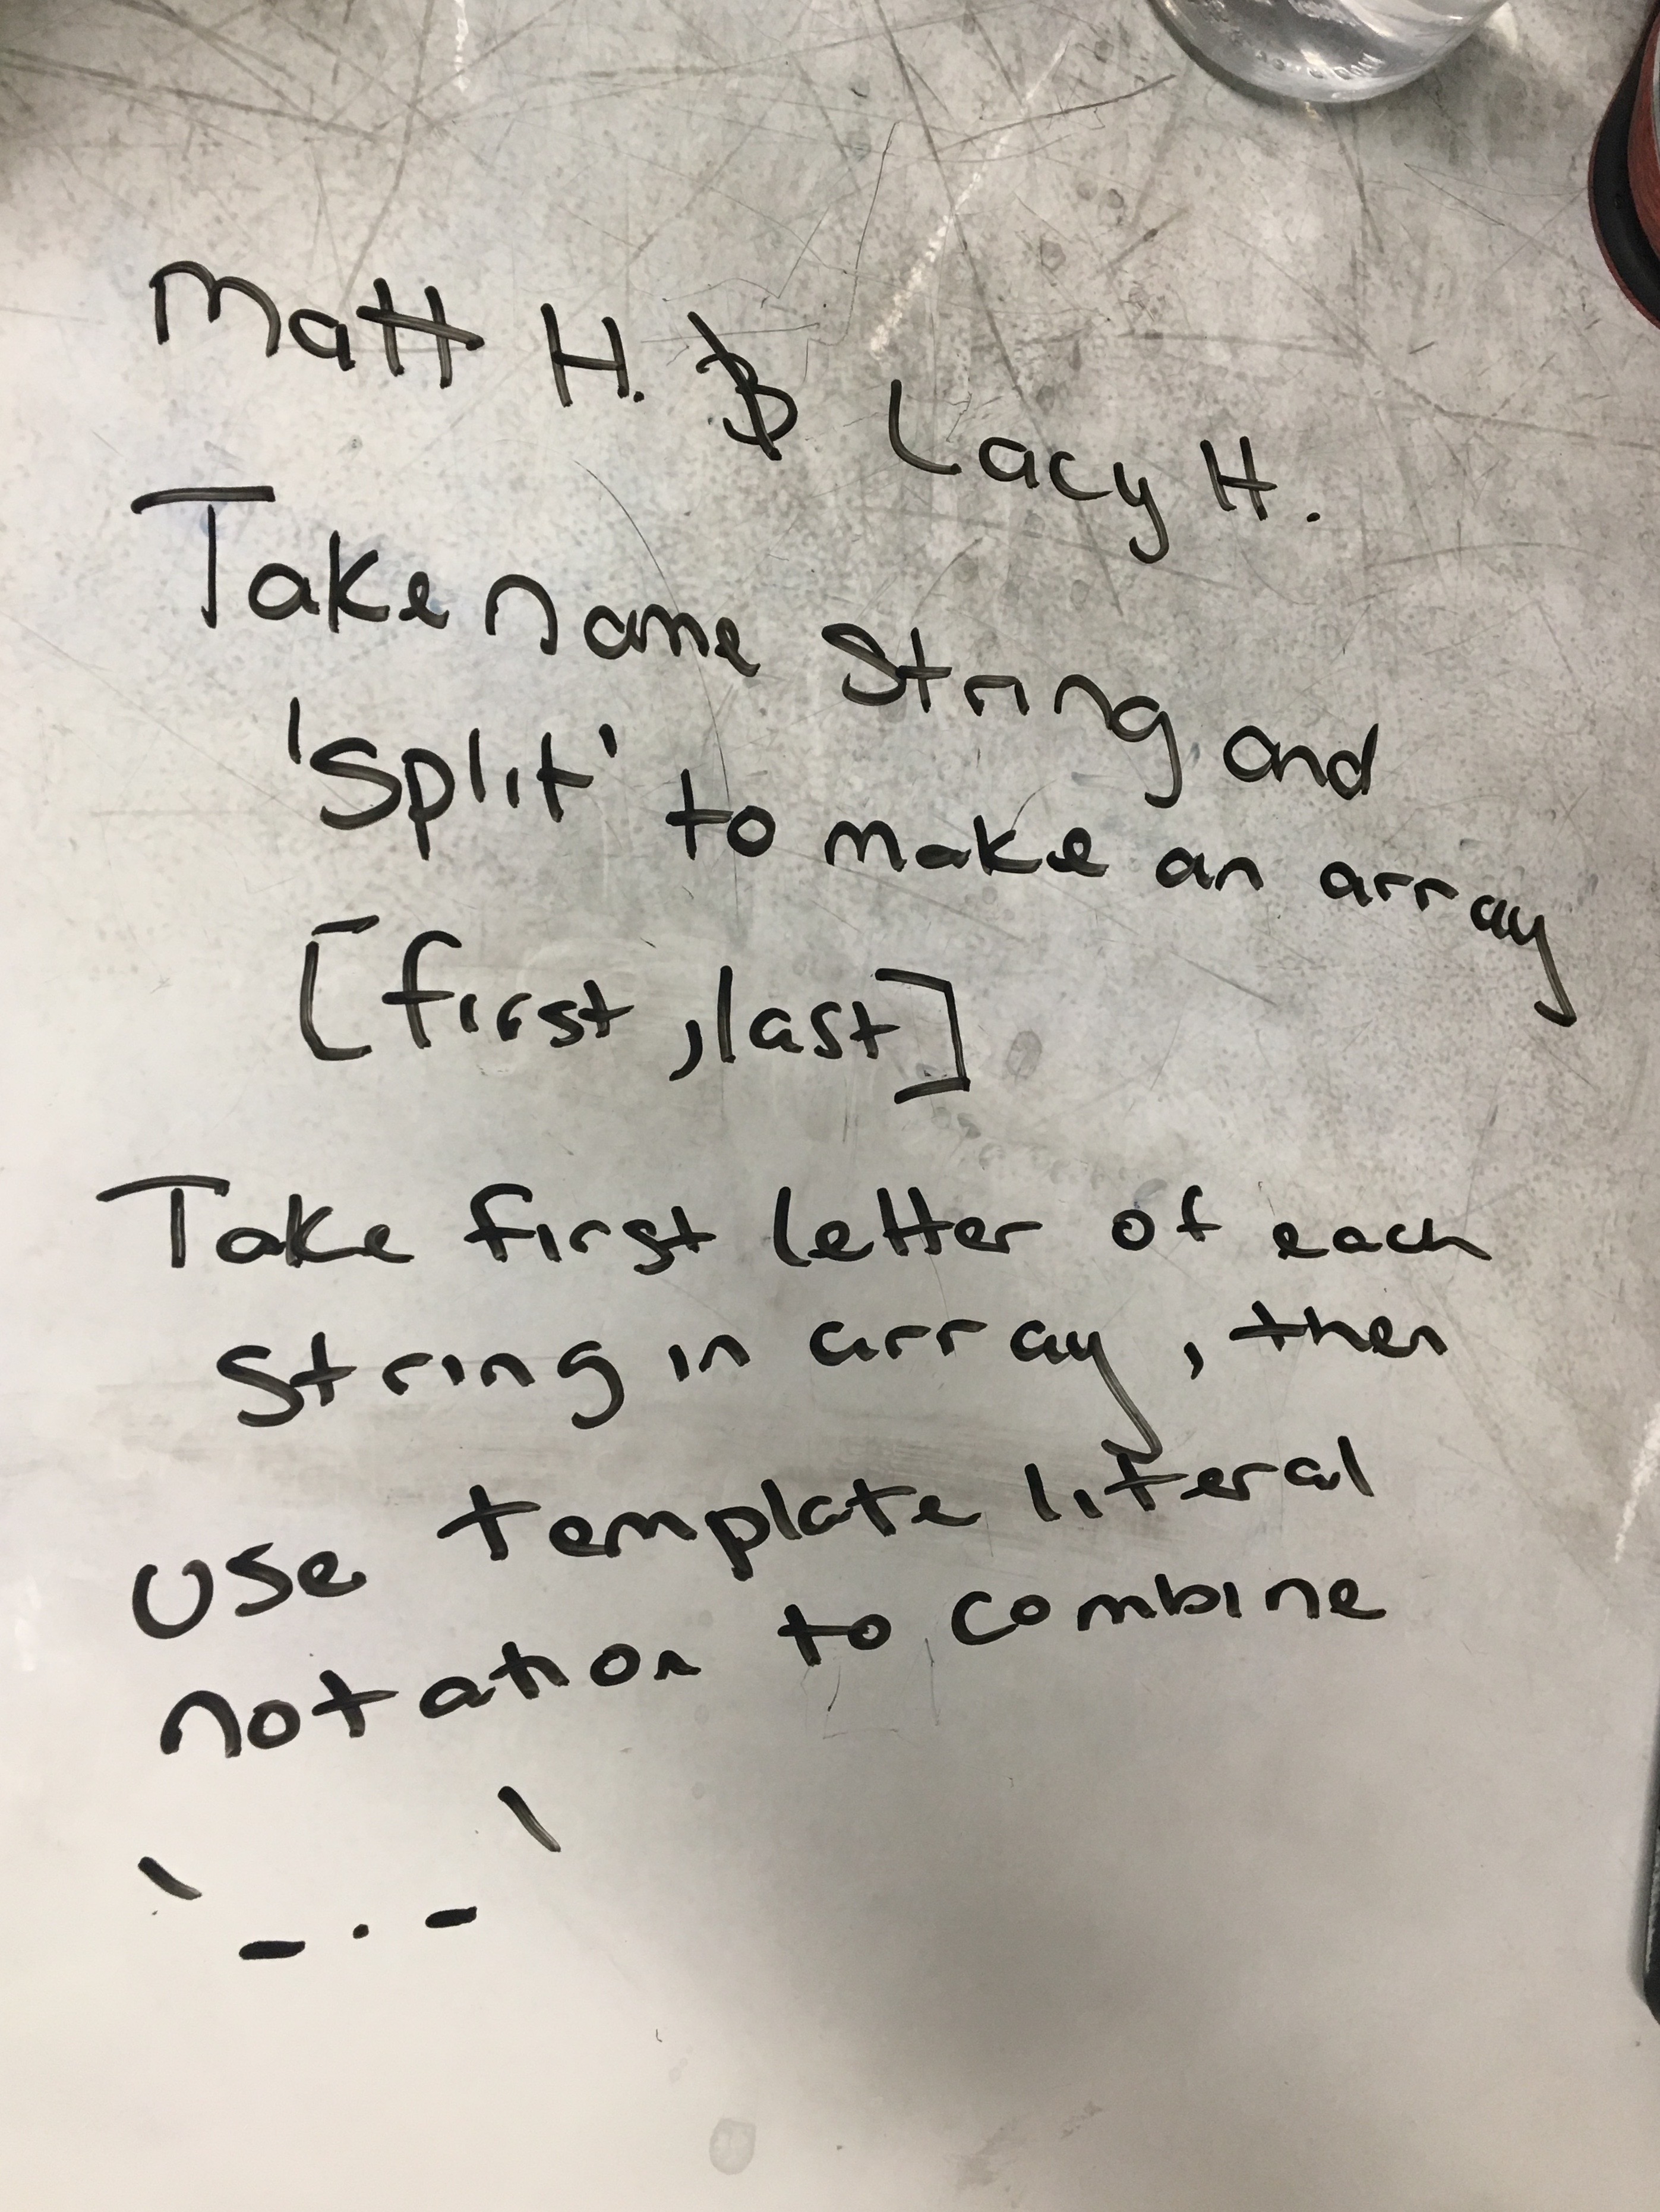 Matt H. & Lacy H.
Take name string and
'split' to make an array
[first, last]
Take first letter of each
string in array, then
use template literal
notation to combine
`_._`